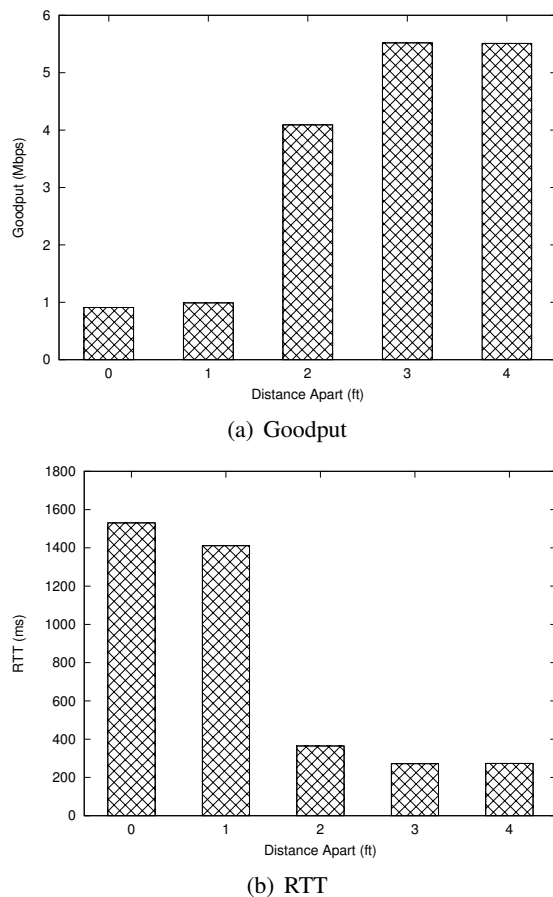 6
5
4
3
2
1
0
Goodput (Mbps)
0 1 2 3 4
Distance Apart (ft)
(a) Goodput
1800
1600
1400
1200
1000
800
600
400
200
0
RTT (ms)
0 1 2 3 4
Distance Apart (ft)
(b) RTT